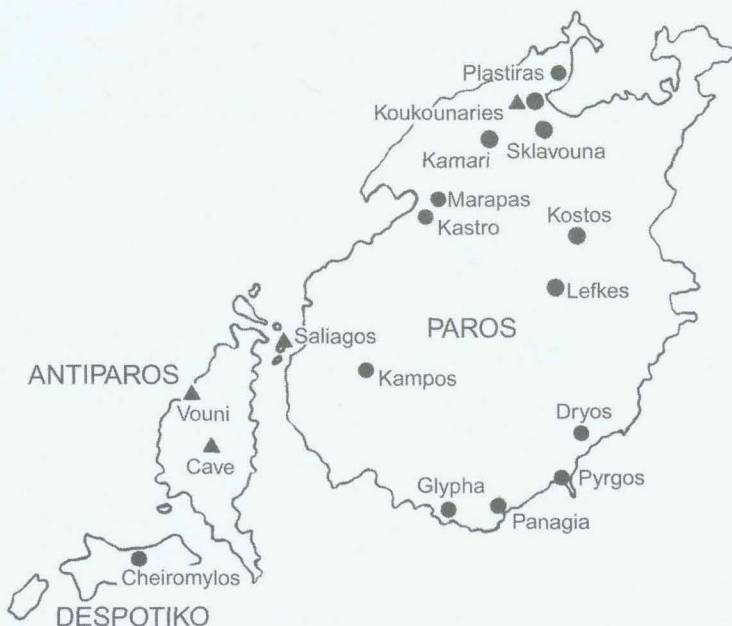 Plastiras
Koukounaries
Kamari
Sklavouna
Marapas
Kastro
Kostos
Lefkes
Saliagos
PAROS
ANTIPAROS
Kampos
Vouni
Cave
Dryos
Glypha
Pyrgos
Panagia
Cheiromylos
DESPOTIKO